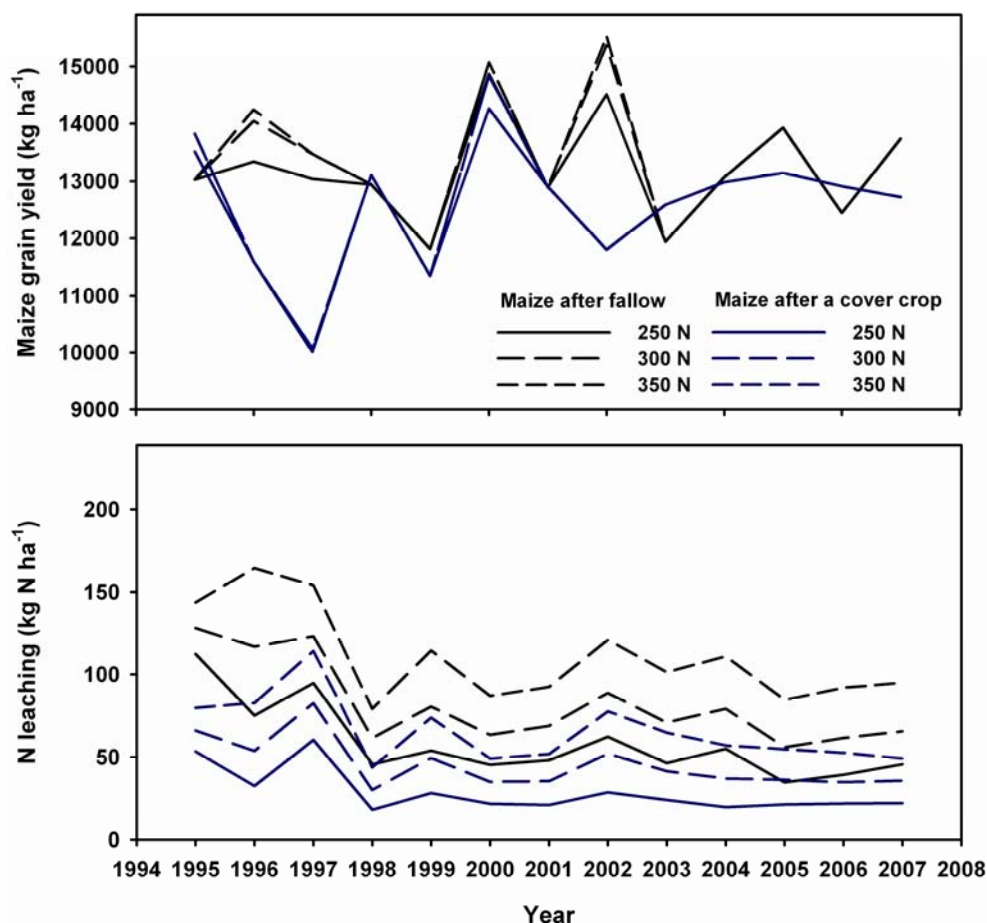 Maize grain yield (kg ha⁻¹)
15000
14000
13000
12000
11000
10000
9000
Maize after fallow Maize after a cover crop
250 N 250 N
300 N 300 N
350 N 350 N
N leaching (kg N ha⁻¹)
200
150
100
50
0
1994 1995 1996 1997 1998 1999 2000 2001 2002 2003 2004 2005 2006 2007 2008
Year